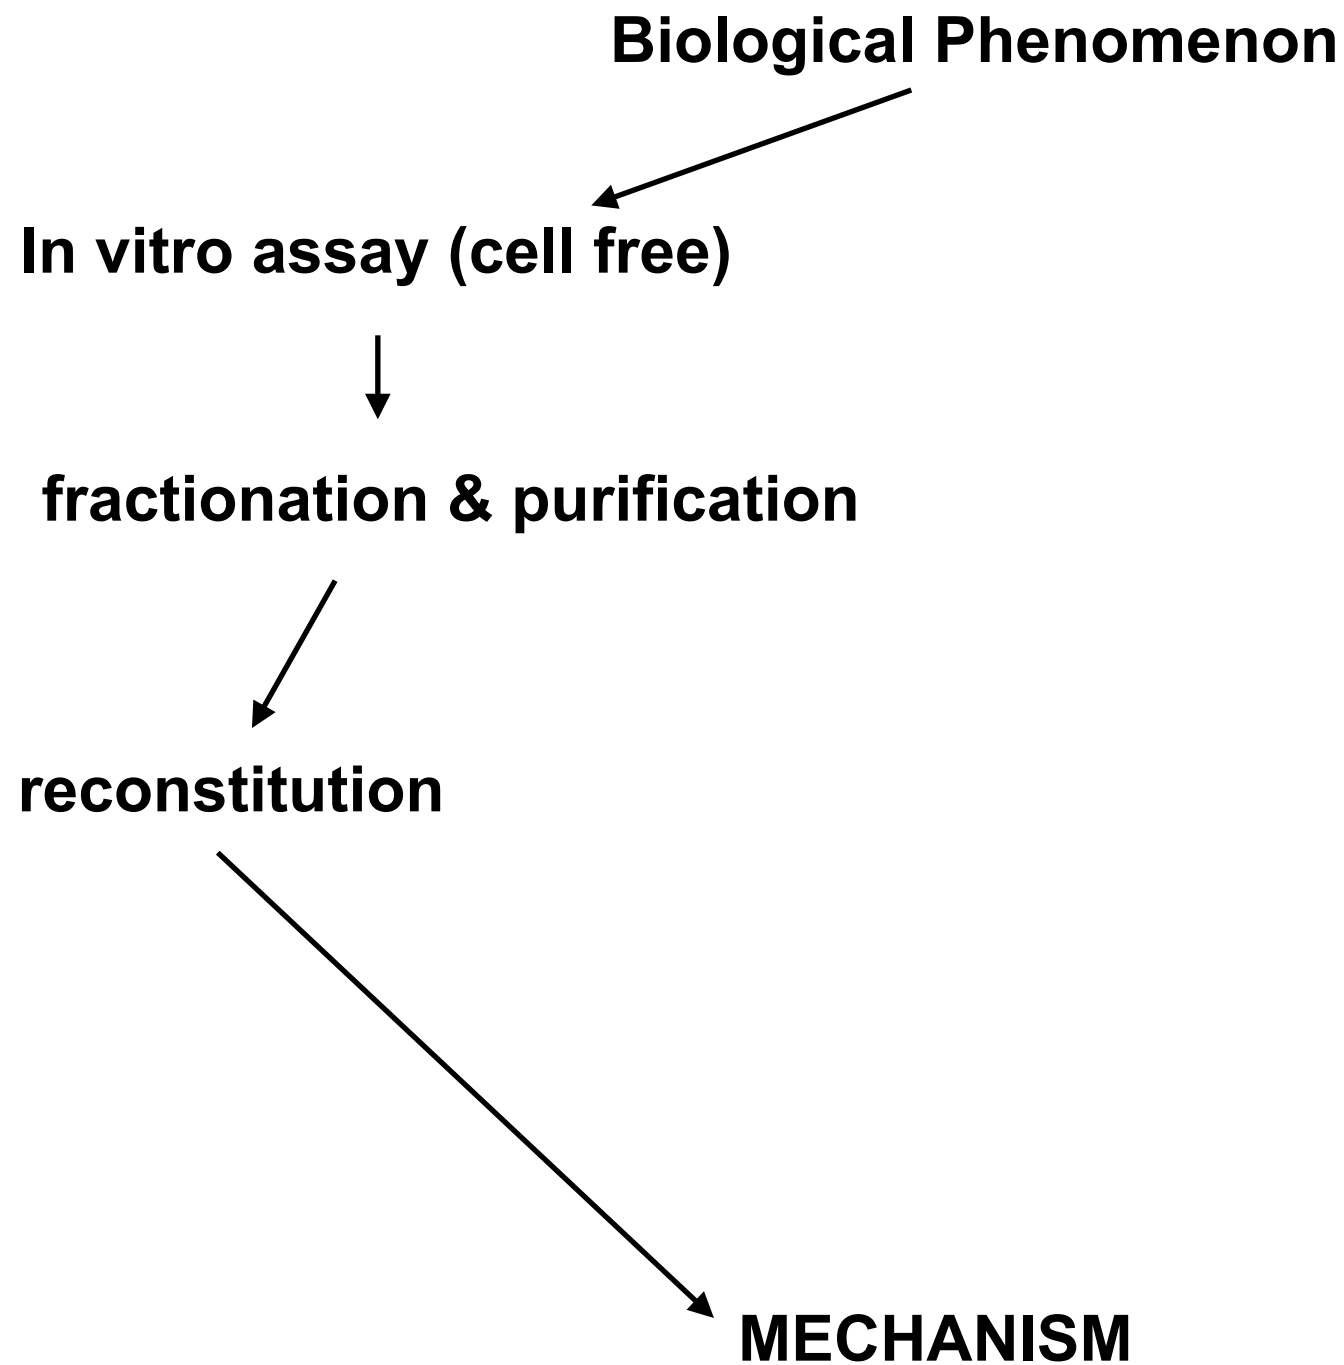 Biological Phenomenon
In vitro assay (cell free)
fractionation & purification
reconstitution
MECHANISM